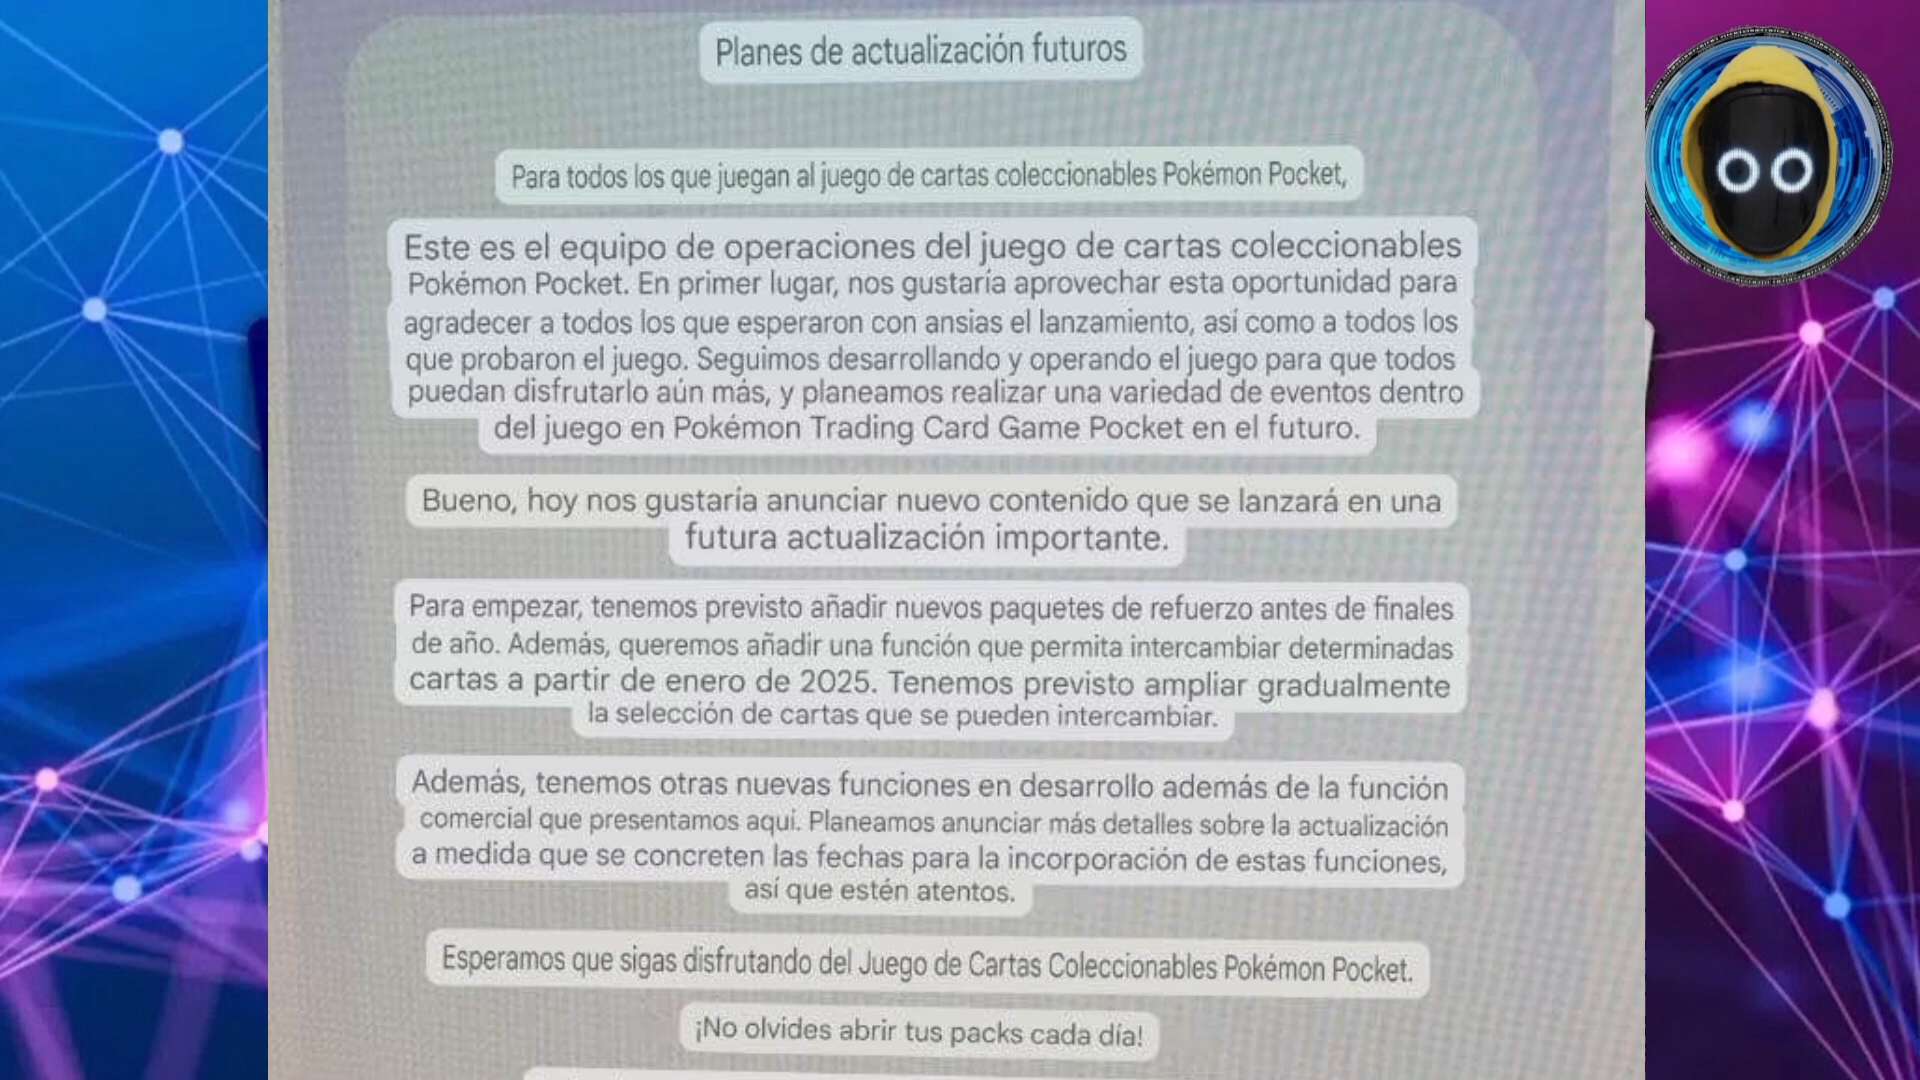 Planes de actualización futuros
Para todos los que juegan al juego de cartas coleccionables Pokémon Pocket,
Este es el equipo de operaciones del juego de cartas coleccionables
Pokémon Pocket. En primer lugar, nos gustaría aprovechar esta oportunidad para
agradecer a todos los que esperaron con ansias el lanzamiento, así como a todos los
que probaron el juego. Seguimos desarrollando y operando el juego para que todos
puedan disfrutarlo aún más, y planeamos realizar una variedad de eventos dentro
del juego en Pokémon Trading Card Game Pocket en el futuro.
Bueno, hoy nos gustaría anunciar nuevo contenido que se lanzará en una
futura actualización importante.
Para empezar, tenemos previsto añadir nuevos paquetes de refuerzo antes de finales
de año. Además, queremos añadir una función que permita intercambiar determinadas
cartas a partir de enero de 2025. Tenemos previsto ampliar gradualmente
la selección de cartas que se pueden intercambiar.
Además, tenemos otras nuevas funciones en desarrollo además de la función
comercial que presentamos aquí. Planeamos anunciar más detalles sobre la actualización
a medida que se concreten las fechas para la incorporación de estas funciones,
así que estén atentos.
Esperamos que sigas disfrutando del Juego de Cartas Coleccionables Pokémon Pocket.
¡No olvides abrir tus packs cada día!